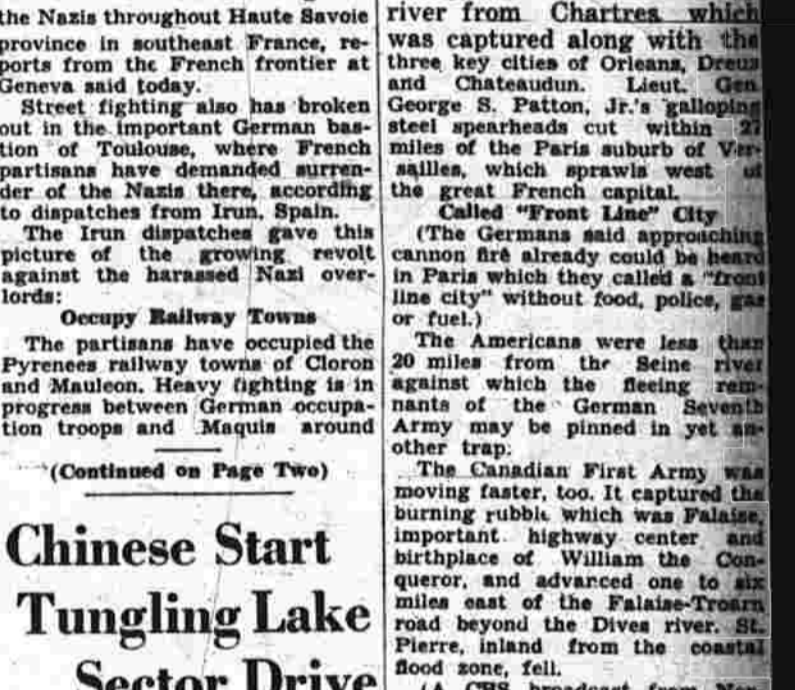 the Nazis throughout Haute Savoie
province in southeast France, re-
ports from the French frontier at
Geneva said today.
Street fighting also has broken
out in the important German bas-
tion of Toulouse, where French
partisans have demanded surren-
der of the Nazis there, according
to dispatches from Irun, Spain.
The Irun dispatches gave this
picture of the growing revolt
against the harassed Nazi over-
lords:
Occupy Railway Towns
The partisans have occupied the
Pyrenees railway towns of Cloron
and Mauleon. Heavy fighting is in
progress between German occupa-
tion troops and Maquis around
(Continued on Page Two)
Chinese Start
Tungling Lake
Sector Drive
river from Chartres which
was captured along with the
three key cities of Orleans, Dreux
and Chateaudun. Lieut. Gen.
George S. Patton, Jr.'s galloping
steel spearheads cut within 27
miles of the Paris suburb of Ver-
sailles, which sprawls west of
the great French capital.
Called "Front Line" City
(The Germans said approaching
cannon fire already could be heard
in Paris which they called a "front
line city" without food, police, gas
or fuel.)
The Americans were less than
20 miles from the Seine river
against which the fleeing rem-
nants of the German Seventh
Army may be pinned in yet an-
other trap.
The Canadian First Army was
moving faster, too. It captured the
burning rubble which was Falaise,
important highway center and
birthplace of William the Con-
queror, and advanced one to six
miles east of the Falaise-Troarn
road beyond the Dives river. St.
Pierre, inland from the coastal
flood zone, fell.
(A CBS broadcast from